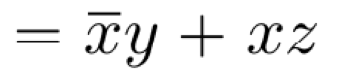 = x̅y + xz